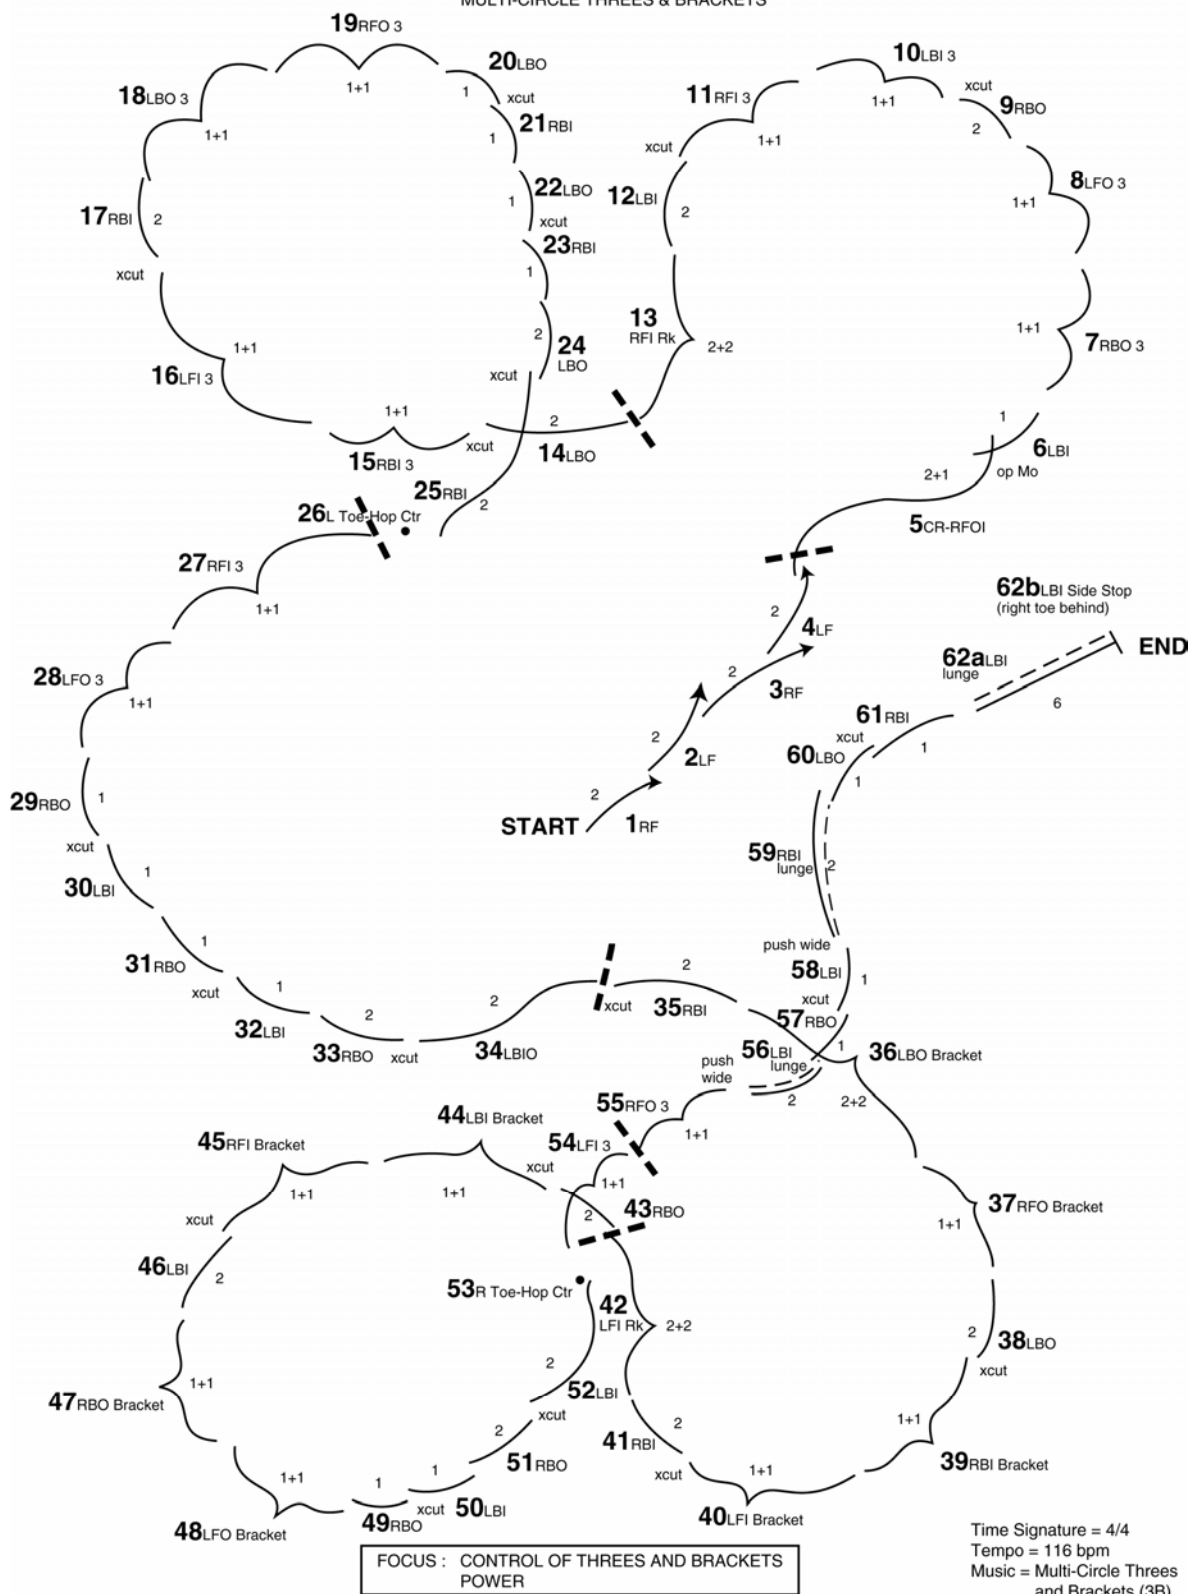 MULTI-CIRCLE THREES & BRACKETS
START
1RF
2
2LF
2
3RF
2
4LF
2
5CR-RFOI
2+1
op Mo
6LBI
1
7RBO 3
1+1
8LFO 3
1+1
9RBO
2
xcut
10LBI 3
1+1
11RFI 3
1+1
xcut
12LBI
2
13
RFI Rk
2+2
14LBO
2
xcut
15RBI 3
1+1
16LFI 3
1+1
xcut
17RBI
2
18LBO 3
1+1
19RFO 3
1+1
20LBO
1
xcut
21RBI
1
22LBO
1
xcut
23RBI
1
24
LBO
2
xcut
25RBI
2
26L Toe-Hop Ctr
27RFI 3
1+1
28LFO 3
1+1
29RBO
1
xcut
30LBI
1
31RBO
1
xcut
32LBI
1
33RBO
2
xcut
34LBIO
2
xcut
35RBI
2
36LBO Bracket
2+2
37RFO Bracket
1+1
38LBO
2
xcut
39RBI Bracket
1+1
40LFI Bracket
1+1
xcut
41RBI
2
42
LFI Rk
2+2
43RBO
2
xcut
44LBI Bracket
1+1
45RFI Bracket
1+1
xcut
46LBI
2
47RBO Bracket
1+1
48LFO Bracket
1+1
49RBO
1
xcut
50LBI
1
51RBO
2
xcut
52LBI
2
53R Toe-Hop Ctr
54LFI 3
1+1
55RFO 3
1+1
push
wide
56LBI
lunge
2
57RBO
1
xcut
58LBI
1
push wide
59RBI
lunge
2
60LBO
1
xcut
61RBI
1
62aLBI
lunge
6
62bLBI Side Stop
(right toe behind)
END
FOCUS : CONTROL OF THREES AND BRACKETS
POWER
Time Signature = 4/4
Tempo = 116 bpm
Music = Multi-Circle Threes
and Brackets (3B)